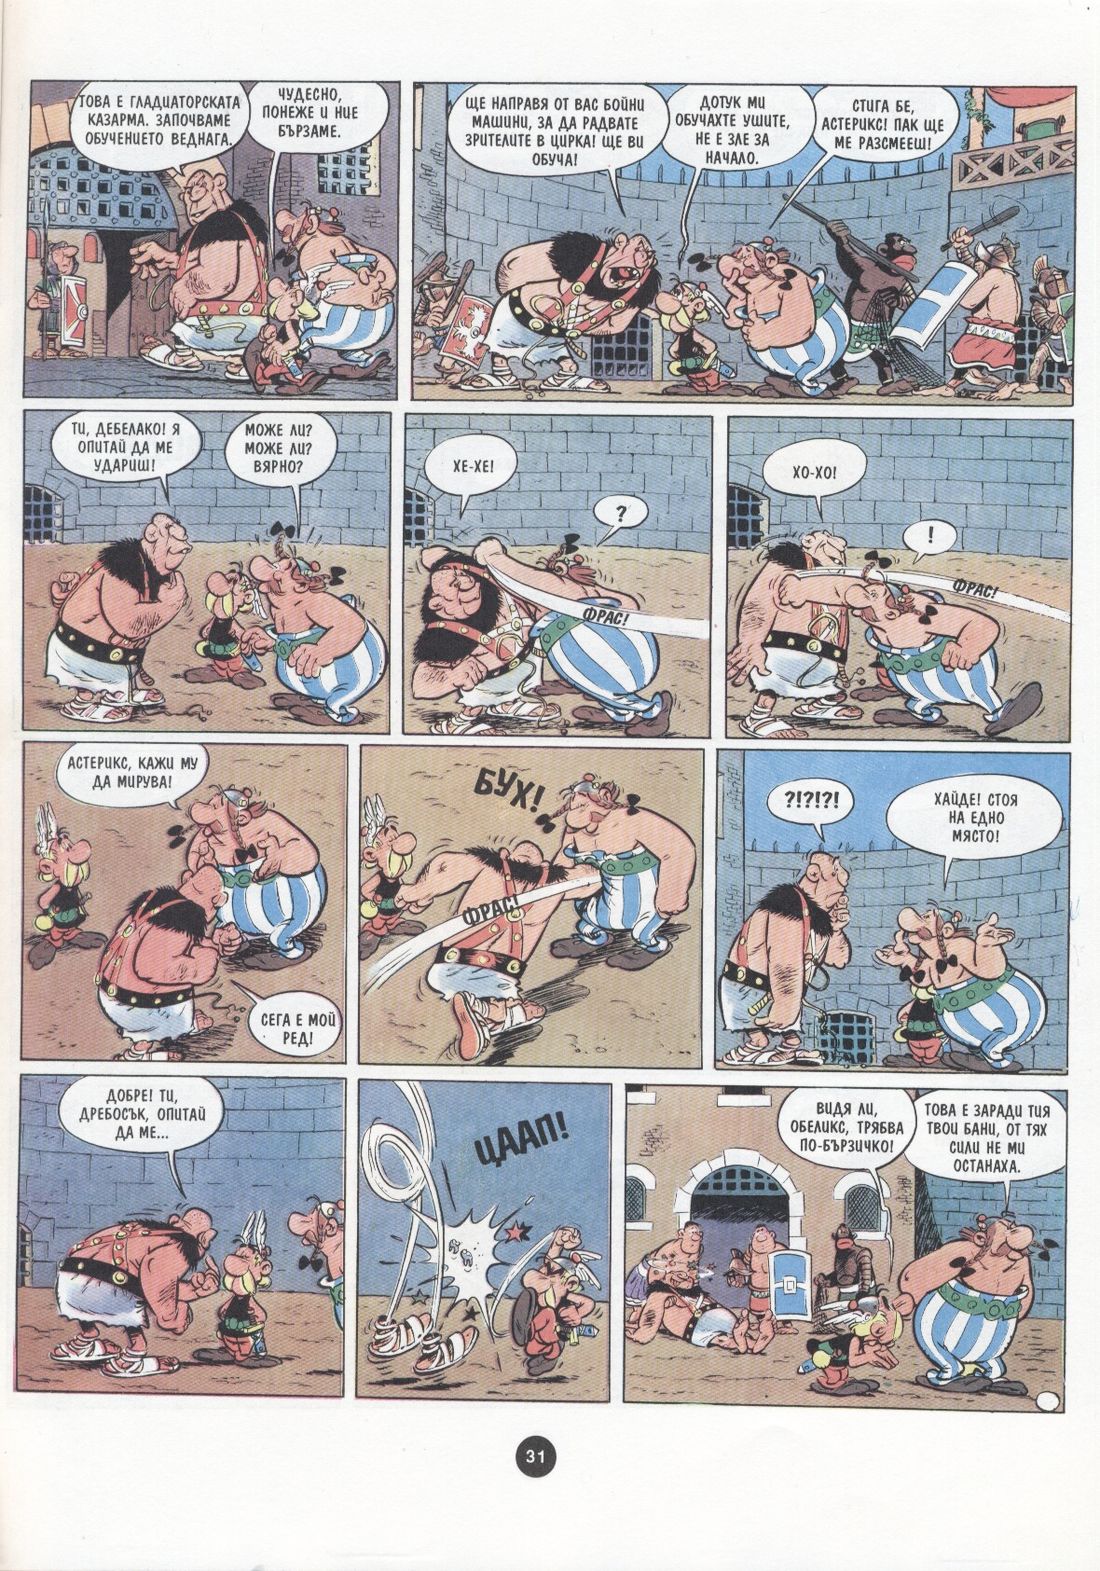 ТОВА Е ГЛАДИАТОРСКАТА
КАЗАРМА. ЗАПОЧВАМЕ
ОБУЧЕНИЕТО ВЕДНАГА.
ЧУДЕСНО,
ПОНЕЖЕ И НИЕ
БЪРЗАМЕ.
ЩЕ НАПРАВЯ ОТ ВАС БОЙНИ
МАШИНИ, ЗА ДА РАДВАТЕ
ЗРИТЕЛИТЕ В ЦИРКА! ЩЕ ВИ
ОБУЧА!
ДОТУК МИ
ОБУЧАХТЕ УШИТЕ,
НЕ Е ЗЛЕ ЗА
НАЧАЛО.
СТИГА БЕ,
АСТЕРИКС! ПАК ЩЕ
МЕ РАЗСМЕЕШ!
ТИ, ДЕБЕЛАКО! Я
ОПИТАЙ ДА МЕ
УДАРИШ!
МОЖЕ ЛИ?
МОЖЕ ЛИ?
ВЯРНО?
ХЕ-ХЕ!
?
ФРАС!
ХО-ХО!
!
ФРАС!
АСТЕРИКС, КАЖИ МУ
ДА МИРУВА!
СЕГА Е МОЙ
РЕД!
БУХ!
ФРАС!
?!?!?!
ХАЙДЕ! СТОЯ
НА ЕДНО
МЯСТО!
ДОБРЕ! ТИ,
ДРЕБОСЪК, ОПИТАЙ
ДА МЕ...
ЦААП!
ВИДЯ ЛИ,
ОБЕЛИКС, ТРЯБВА
ПО-БЪРЗИЧКО!
ТОВА Е ЗАРАДИ ТИЯ
ТВОИ БАНИ, ОТ ТЯХ
СИЛИ НЕ МИ
ОСТАНАХА.
31